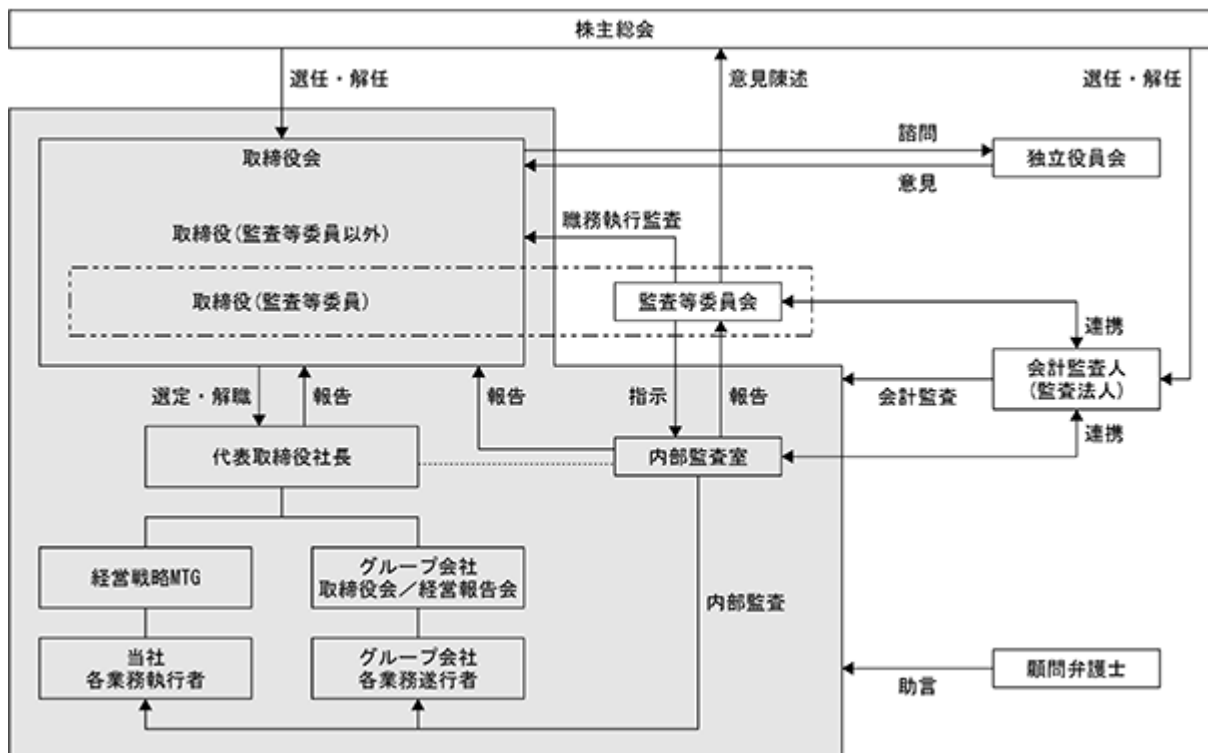 株主総会
選任・解任
意見陳述
選任・解任
取締役会
諮問
独立役員会
意見
取締役(監査等委員以外)
職務執行監査
取締役(監査等委員)
監査等委員会
連携
会計監査人
(監査法人)
選定・解職
報告
報告
指示
報告
会計監査
連携
代表取締役社長
内部監査室
経営戦略MTG
グループ会社
取締役会／経営報告会
内部監査
当社
各業務執行者
グループ会社
各業務遂行者
顧問弁護士
助言